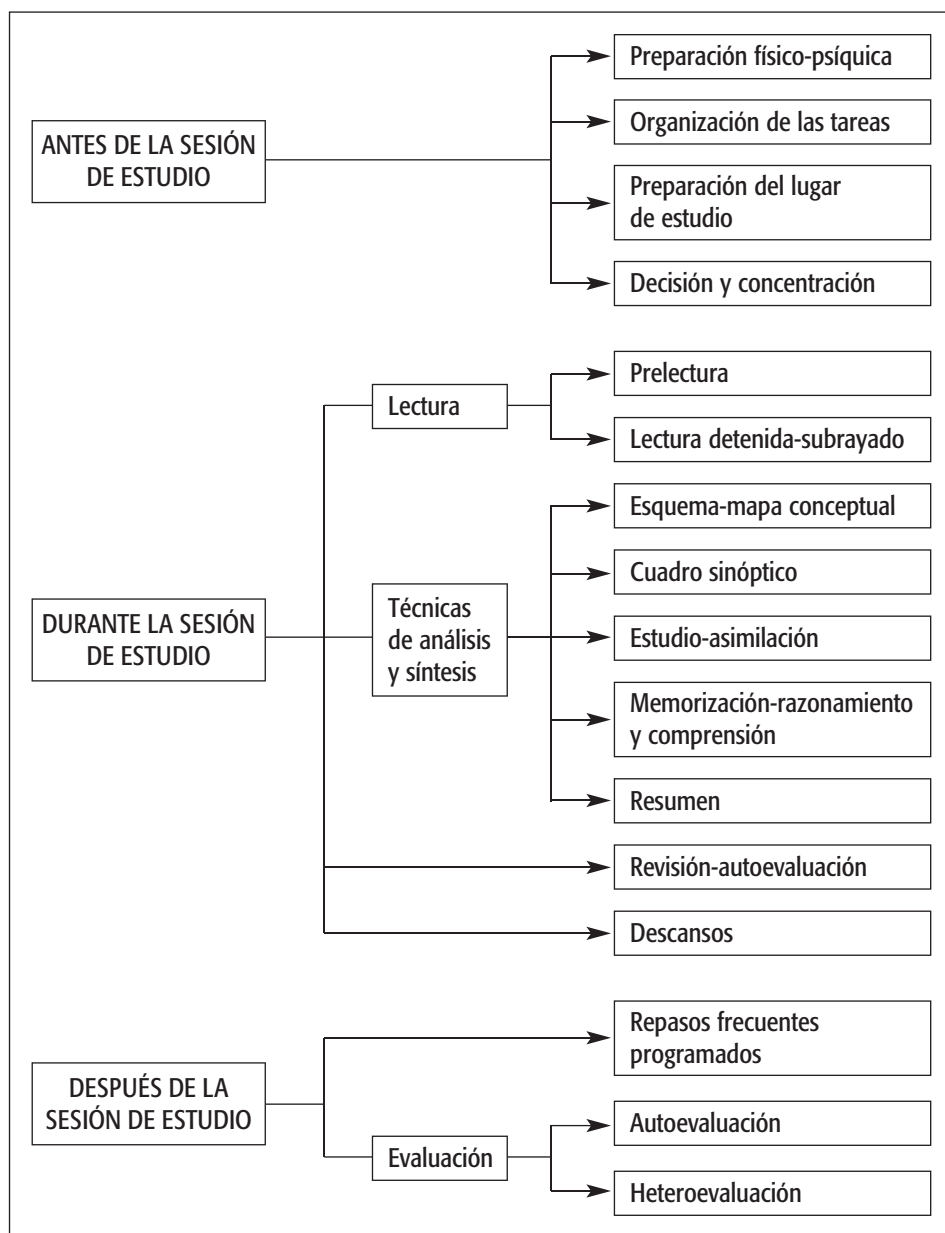 ANTES DE LA SESIÓN
DE ESTUDIO
Preparación físico-psíquica
Organización de las tareas
Preparación del lugar
de estudio
Decisión y concentración
DURANTE LA SESIÓN
DE ESTUDIO
Lectura
Prelectura
Lectura detenida-subrayado
Técnicas
de análisis
y síntesis
Esquema-mapa conceptual
Cuadro sinóptico
Estudio-asimilación
Memorización-razonamiento
y comprensión
Resumen
Revisión-autoevaluación
Descansos
DESPUÉS DE LA
SESIÓN DE ESTUDIO
Repasos frecuentes
programados
Evaluación
Autoevaluación
Heteroevaluación